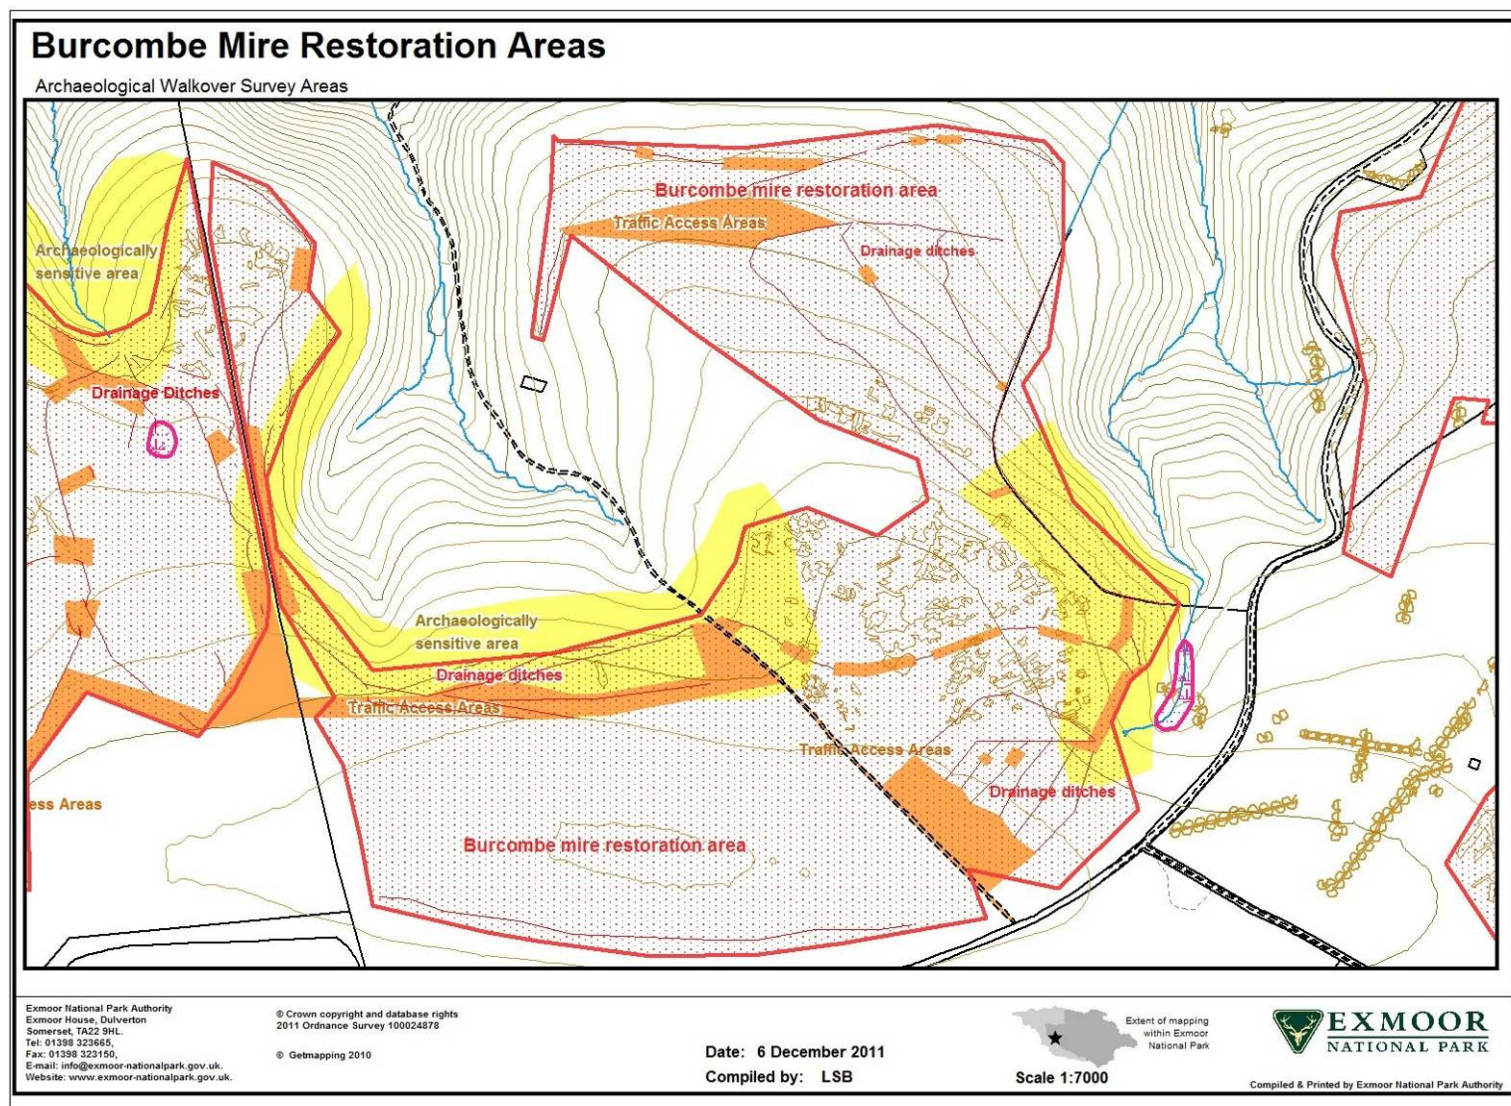 Burcombe Mire Restoration Areas
Archaeological Walkover Survey Areas
Burcombe mire restoration area
Traffic Access Areas
Drainage ditches
Archaeologically
sensitive area
Drainage Ditches
Archaeologically
sensitive area
Drainage ditches
Traffic Access Areas
Traffic Access Areas
Drainage ditches
ess Areas
Burcombe mire restoration area
Exmoor National Park Authority
Exmoor House, Dulverton
Somerset, TA22 9HL.
Tel: 01398 323665,
Fax: 01398 323150,
E-mail: info@exmoor-nationalpark.gov.uk.
Website: www.exmoor-nationalpark.gov.uk.
© Crown copyright and database rights
2011 Ordnance Survey 100024878
© Getmapping 2010
Date: 6 December 2011
Compiled by: LSB
Extent of mapping
within Exmoor
National Park
Scale 1:7000
EXMOOR
NATIONAL PARK
Compiled & Printed by Exmoor National Park Authority